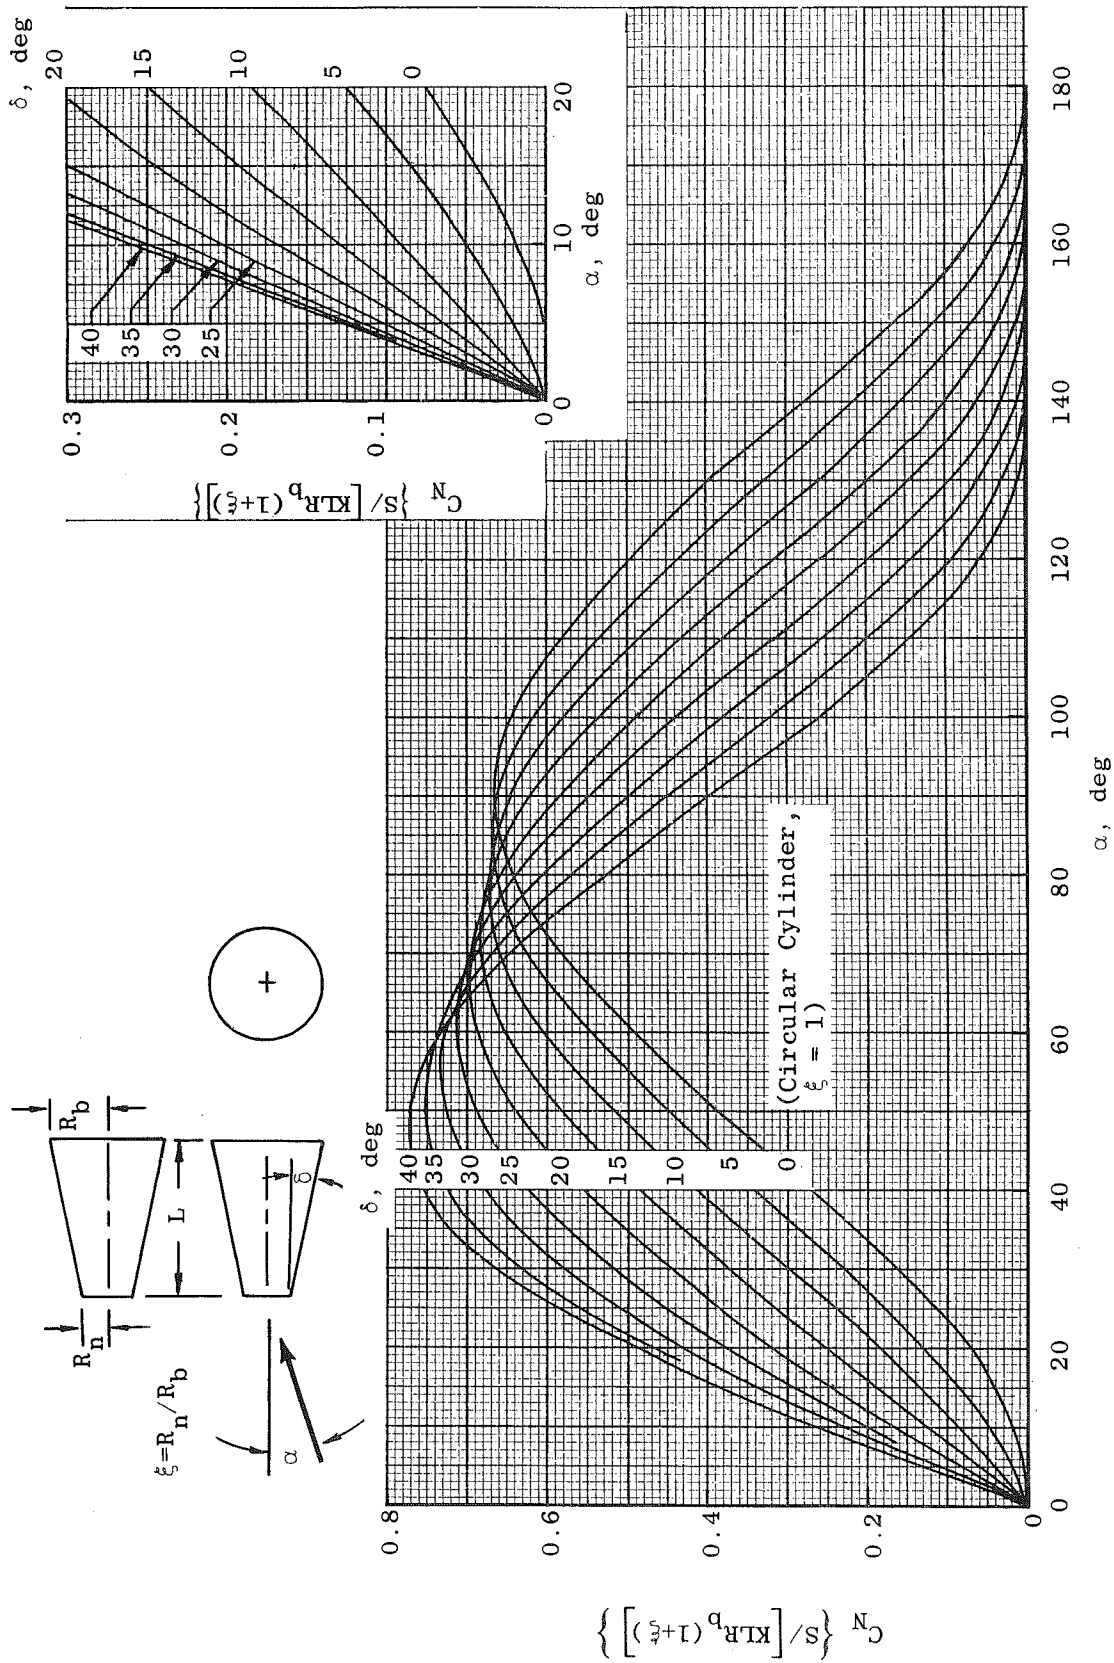 ξ=R_n/R_b
α
R_n
R_b
L
δ
C_N {S/[KLR_b(1+ξ)]}
0.8
0.6
0.4
0.2
0
δ, deg
40
35
30
25
20
15
10
5
0
(Circular Cylinder,
ξ = 1)
0
20
40
60
80
100
120
140
160
180
α, deg
C_N {S/[KLR_b(1+ξ)]}
0.3
0.2
0.1
0
40
35
30
25
δ, deg
20
15
10
5
0
0
10
20
α, deg